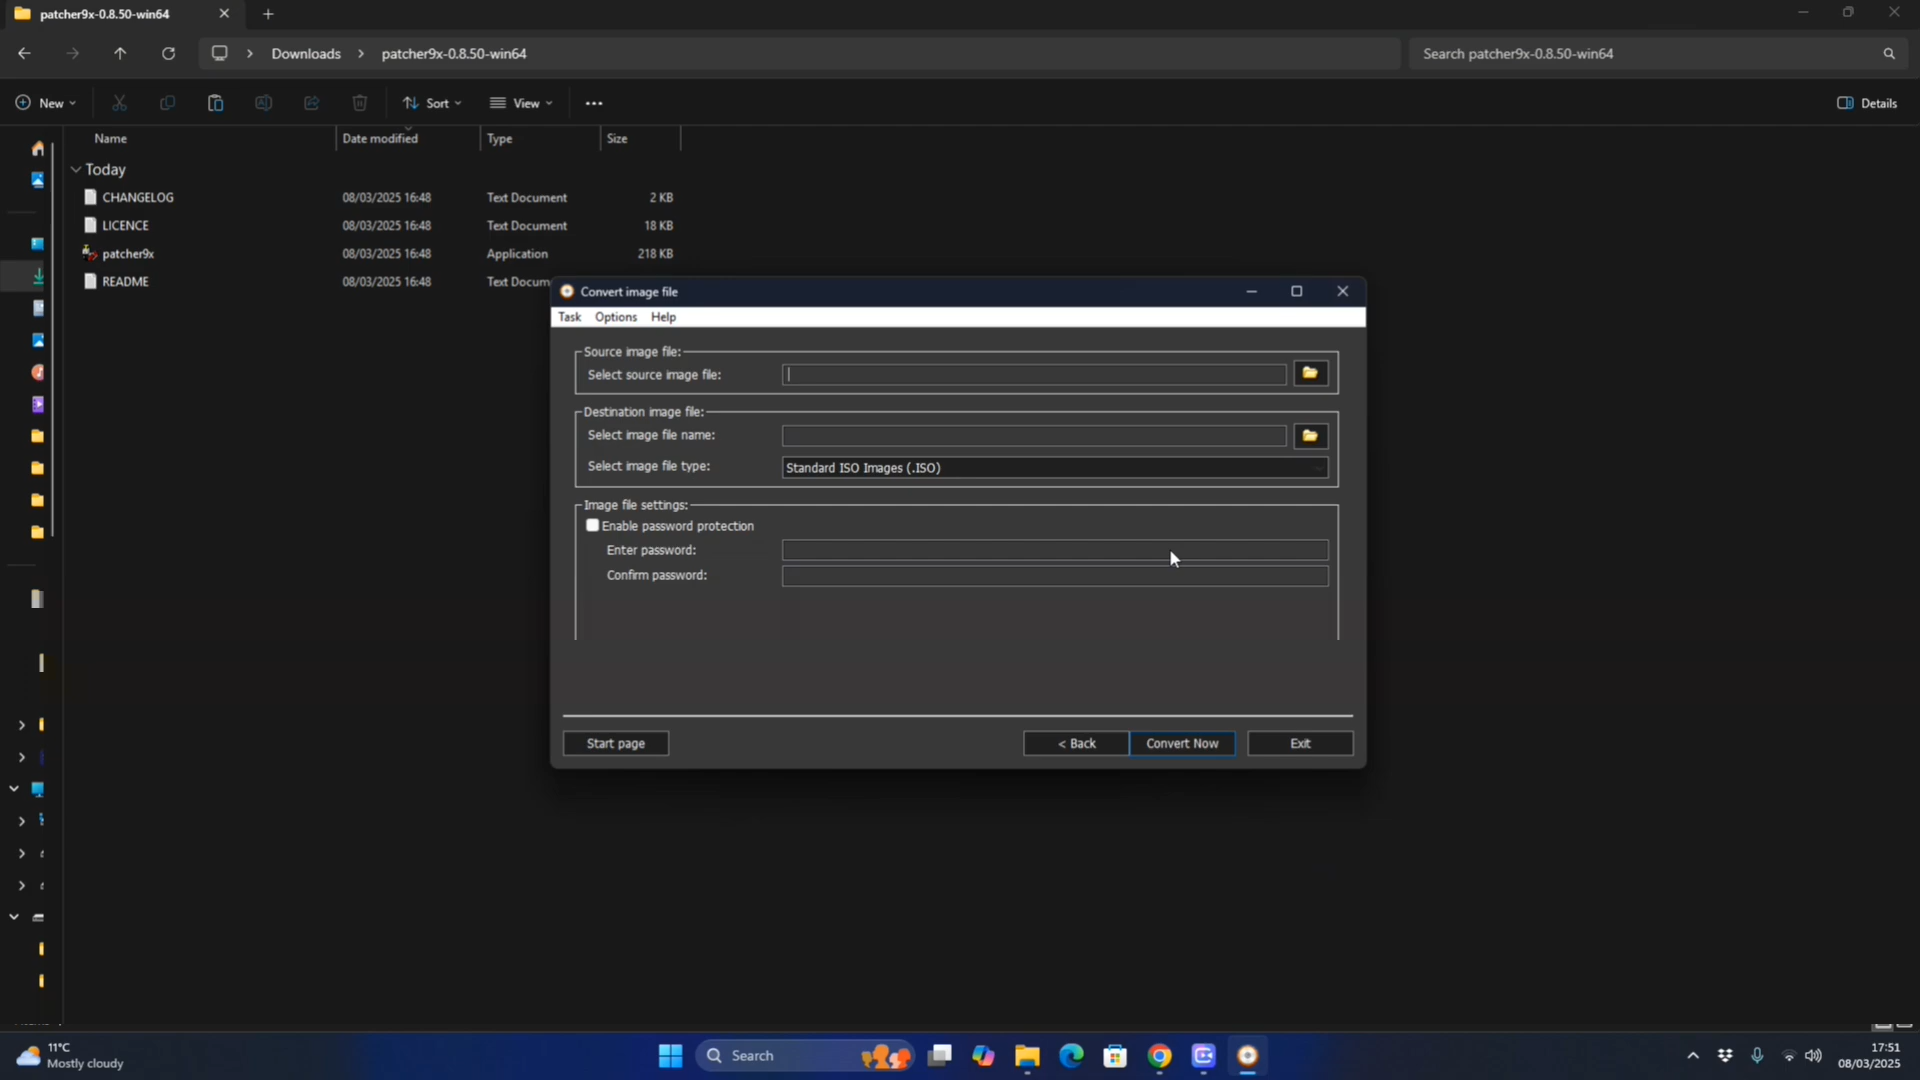 patcher9x-0.8.50-win64
Downloads
patcher9x-0.8.50-win64
Search patcher9x-0.8.50-win64
New
Sort
View
Details
Name
Date modified
Type
Size
Today
CHANGELOG 08/03/2025 16:48 Text Document 2 KB
LICENCE 08/03/2025 16:48 Text Document 18 KB
patcher9x 08/03/2025 16:48 Application 218 KB
README 08/03/2025 16:48 Text Docum
Convert image file
Task Options Help
Source image file:
Select source image file:
Destination image file:
Select image file name:
Select image file type: Standard ISO Images (.ISO)
Image file settings:
Enable password protection
Enter password:
Confirm password:
Start page
< Back
Convert Now
Exit
11°C
Mostly cloudy
Search
17:51
08/03/2025